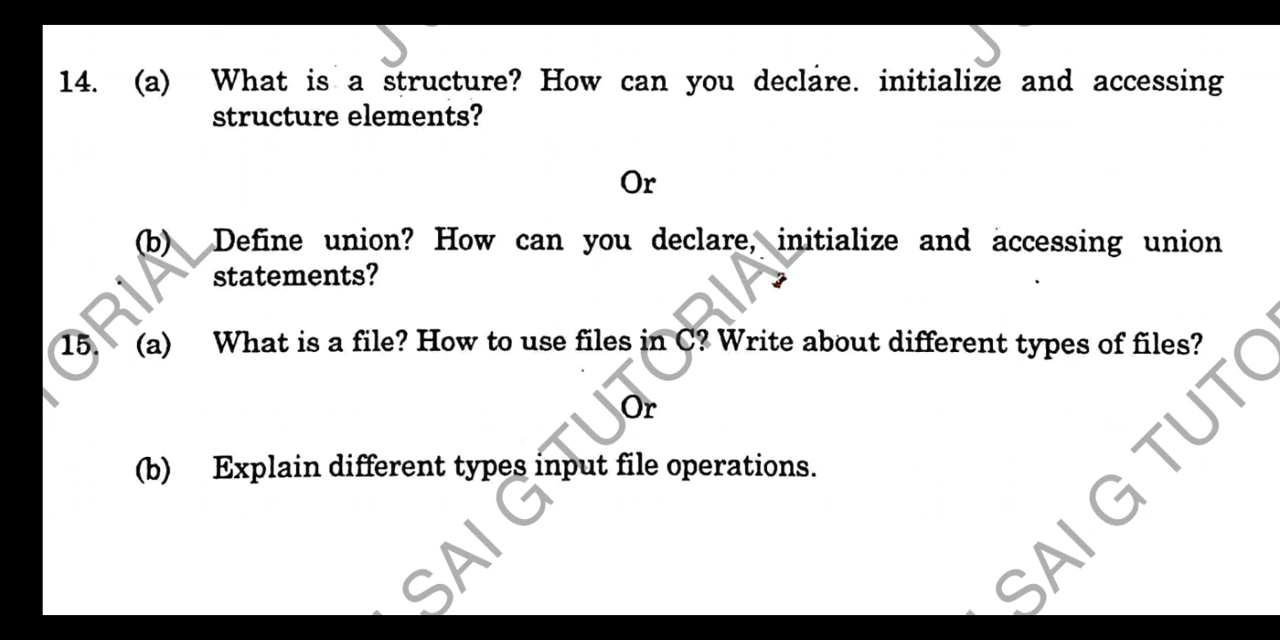 14. (a) What is a structure? How can you declare. initialize and accessing
structure elements?
Or
(b) Define union? How can you declare, initialize and accessing union
statements?
15. (a) What is a file? How to use files in C? Write about different types of files?
Or
(b) Explain different types input file operations.
TORIAL
SAI G TUTORIAL
SAI G TUTO